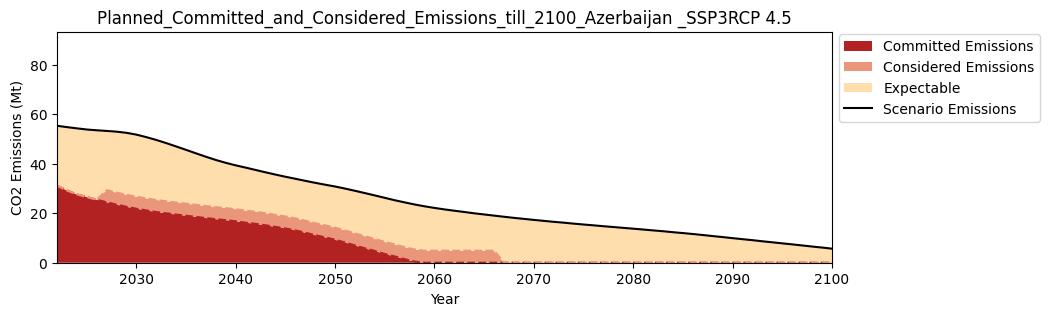 Planned_Committed_and_Considered_Emissions_till_2100_Azerbaijan _SSP3RCP 4.5
Committed Emissions
Considered Emissions
Expectable
Scenario Emissions
CO2 Emissions (Mt)
80
60
40
20
0
2030
2040
2050
2060
2070
2080
2090
2100
Year